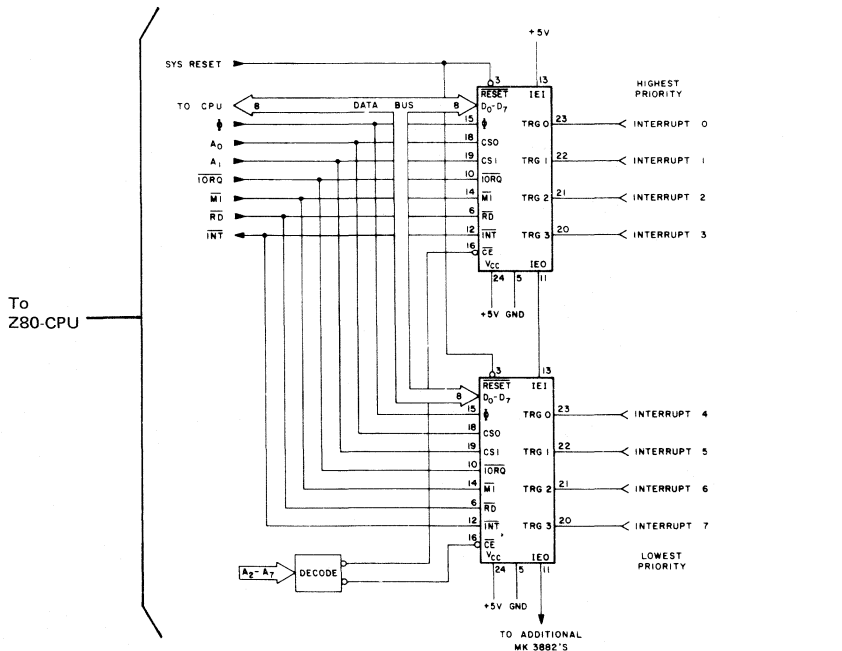 +5V
SYS RESET
3
13
RESET IEI
HIGHEST
PRIORITY
TO CPU 8 DATA BUS 8 D0-D7
Φ 15 Φ TRG 0 23 INTERRUPT 0
A0 18 CS0
A1 19 CS1 TRG 1 22 INTERRUPT 1
IORQ 10 IORQ
M1 14 M1 TRG 2 21 INTERRUPT 2
RD 6 RD
INT 12 INT TRG 3 20 INTERRUPT 3
16 CE
VCC IEO
24 5 11
+5V GND
To
Z80-CPU
3 13
RESET IEI
8 D0-D7
15 Φ TRG 0 23 INTERRUPT 4
18 CS0
19 CS1 TRG 1 22 INTERRUPT 5
10 IORQ
14 M1 TRG 2 21 INTERRUPT 6
6 RD
12 INT TRG 3 20 INTERRUPT 7
16 CE
VCC IEO
LOWEST
PRIORITY
A2-A7 DECODE
24 5 11
+5V GND
TO ADDITIONAL
MK 3882'S